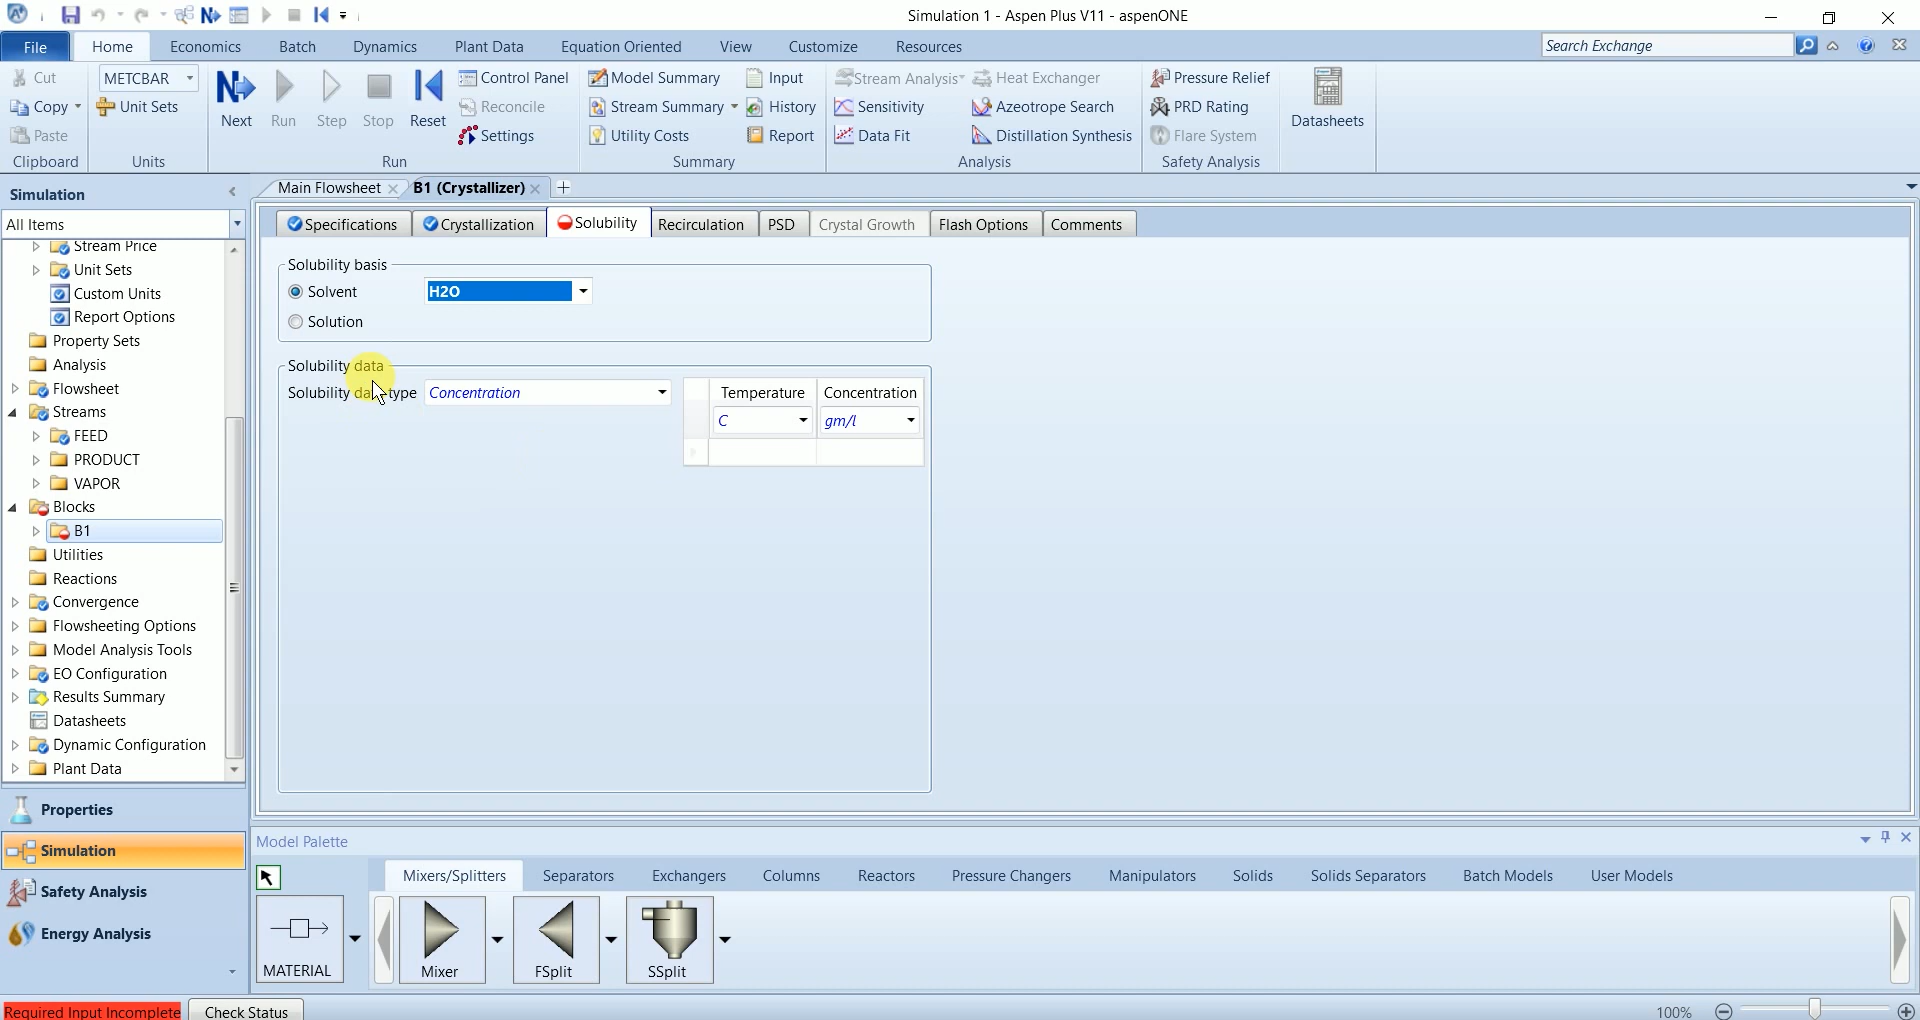 Simulation 1 - Aspen Plus V11 - aspenONE
File Home Economics Batch Dynamics Plant Data Equation Oriented View Customize Resources Search Exchange
Cut METCBAR Control Panel Model Summary Input Stream Analysis Heat Exchanger Pressure Relief
Copy Unit Sets Reconcile Stream Summary History Sensitivity Azeotrope Search PRD Rating
Next Run Step Stop Reset Datasheets
Paste Settings Utility Costs Report Data Fit Distillation Synthesis Flare System
Clipboard Units Run Summary Analysis Safety Analysis
Simulation
Main Flowsheet B1 (Crystallizer)
All Items
Specifications Crystallization Solubility Recirculation PSD Crystal Growth Flash Options Comments
Stream Price
Unit Sets
Custom Units
Report Options
Property Sets
Analysis
Flowsheet
Streams
FEED
PRODUCT
VAPOR
Blocks
B1
Utilities
Reactions
Convergence
Flowsheeting Options
Model Analysis Tools
EO Configuration
Results Summary
Datasheets
Dynamic Configuration
Plant Data
Properties
Simulation
Safety Analysis
Energy Analysis
Solubility basis
Solvent H2O
Solution
Solubility data
Solubility da type Concentration Temperature Concentration
C gm/l
Model Palette
Mixers/Splitters Separators Exchangers Columns Reactors Pressure Changers Manipulators Solids Solids Separators Batch Models User Models
MATERIAL Mixer FSplit SSplit
Required Input Incomplete Check Status 100%